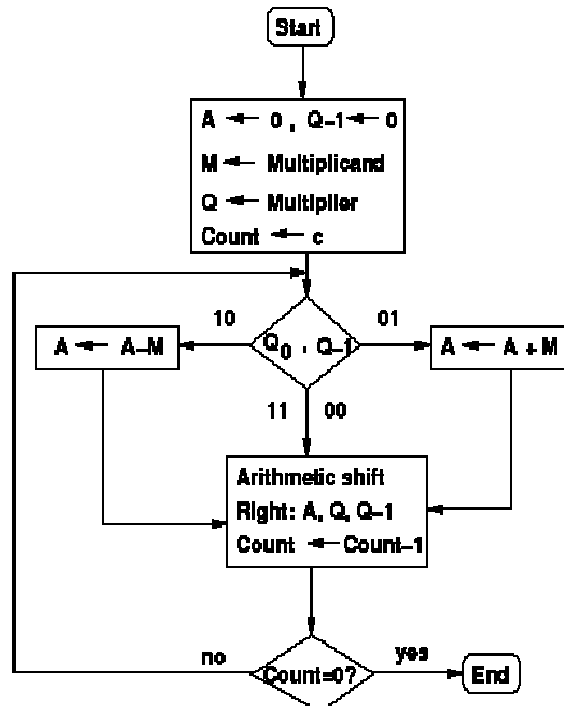 Start
A ← 0 , Q-1 ← 0
M ← Multiplicand
Q ← Multiplier
Count ← c
10
01
A ← A-M
Q0 , Q-1
A ← A + M
11 00
Arithmetic shift
Right: A, Q, Q-1
Count ← Count-1
no
yes
Count=0?
End